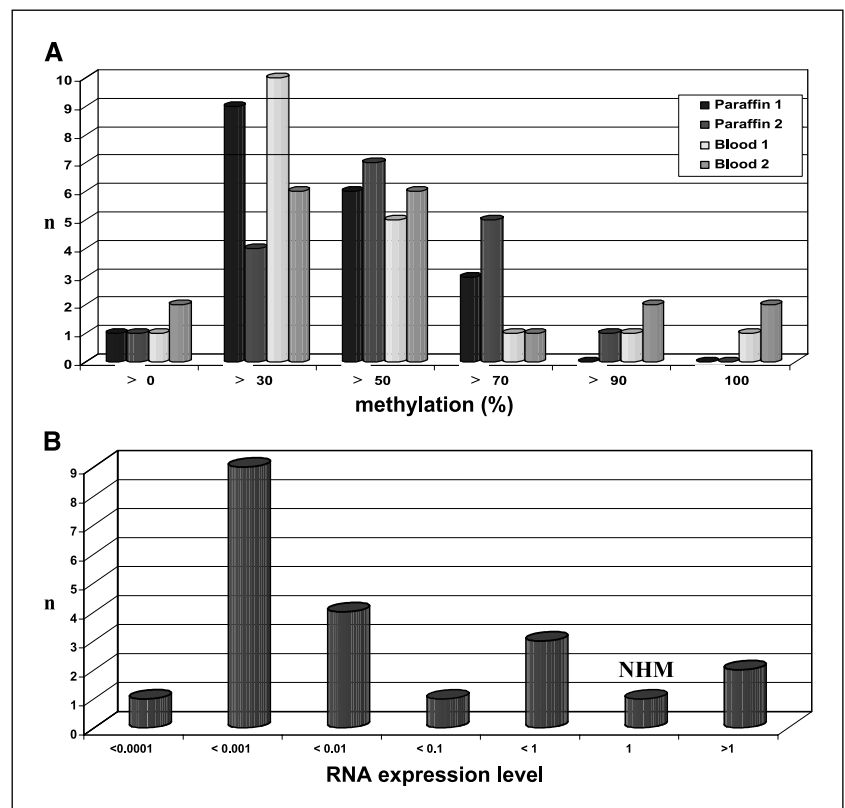 A
10
9
8
7
6
5
4
3
2
1
0
n
Paraffin 1
Paraffin 2
Blood 1
Blood 2
> 0 > 30 > 50 > 70 > 90 100
methylation (%)
B
9
8
7
6
5
4
3
2
1
0
n
NHM
<0.0001 < 0.001 < 0.01 < 0.1 < 1 1 >1
RNA expression level